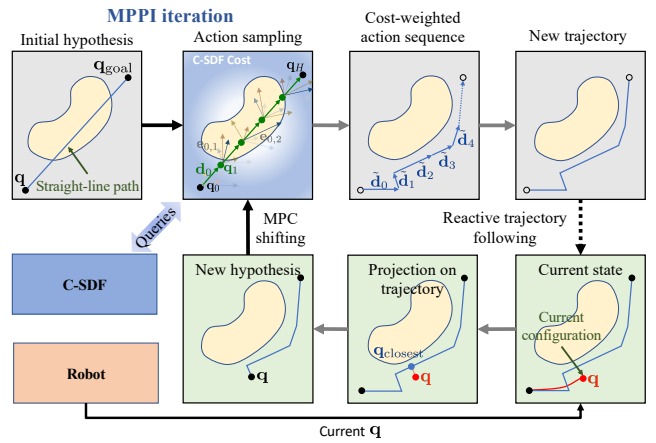 MPPI iteration
Initial hypothesis
Action sampling
Cost-weighted
action sequence
New trajectory
C-SDF Cost
q_goal
q
Straight-line path
q_H
e_{0,1}
e_{0,2}
d_0
q_1
q_0
d̃_0
d̃_1
d̃_2
d̃_3
d̃_4
Queries
MPC
shifting
Reactive trajectory
following
C-SDF
New hypothesis
q
Projection on
trajectory
q_closest
q
Current state
Current
configuration
q
Robot
Current q